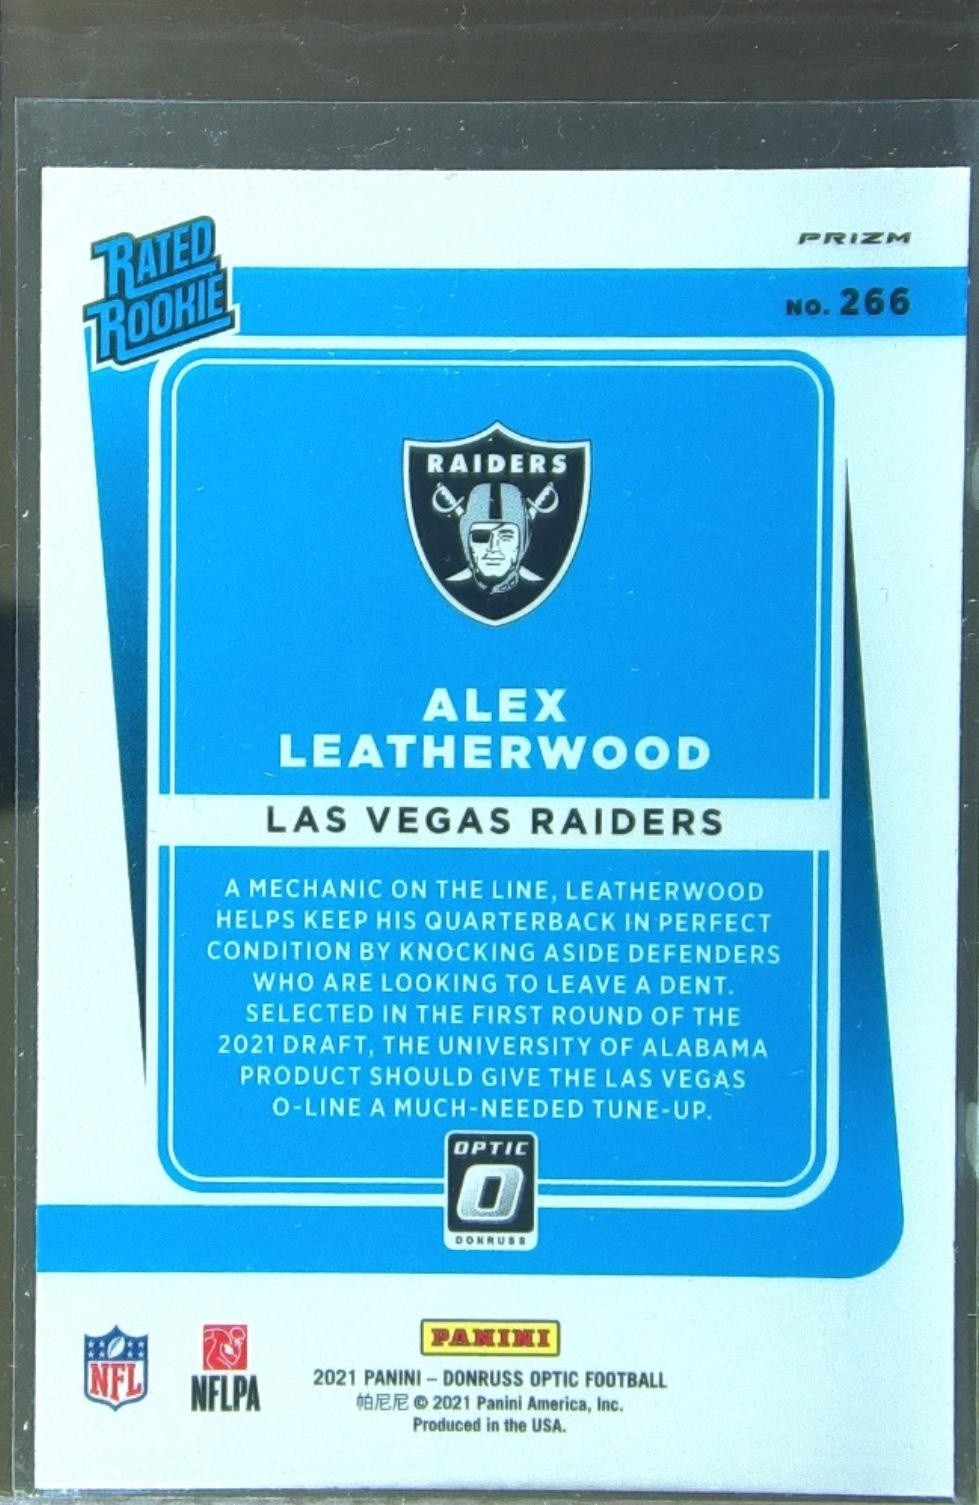 RATED
ROOKIE
PRIZM
NO. 266
RAIDERS
ALEX
LEATHERWOOD
LAS VEGAS RAIDERS
A MECHANIC ON THE LINE, LEATHERWOOD
HELPS KEEP HIS QUARTERBACK IN PERFECT
CONDITION BY KNOCKING ASIDE DEFENDERS
WHO ARE LOOKING TO LEAVE A DENT.
SELECTED IN THE FIRST ROUND OF THE
2021 DRAFT, THE UNIVERSITY OF ALABAMA
PRODUCT SHOULD GIVE THE LAS VEGAS
O-LINE A MUCH-NEEDED TUNE-UP.
OPTIC
O
DONRUSS
NFL
NFLPA
PANINI
2021 PANINI – DONRUSS OPTIC FOOTBALL
帕尼尼 © 2021 Panini America, Inc.
Produced in the USA.